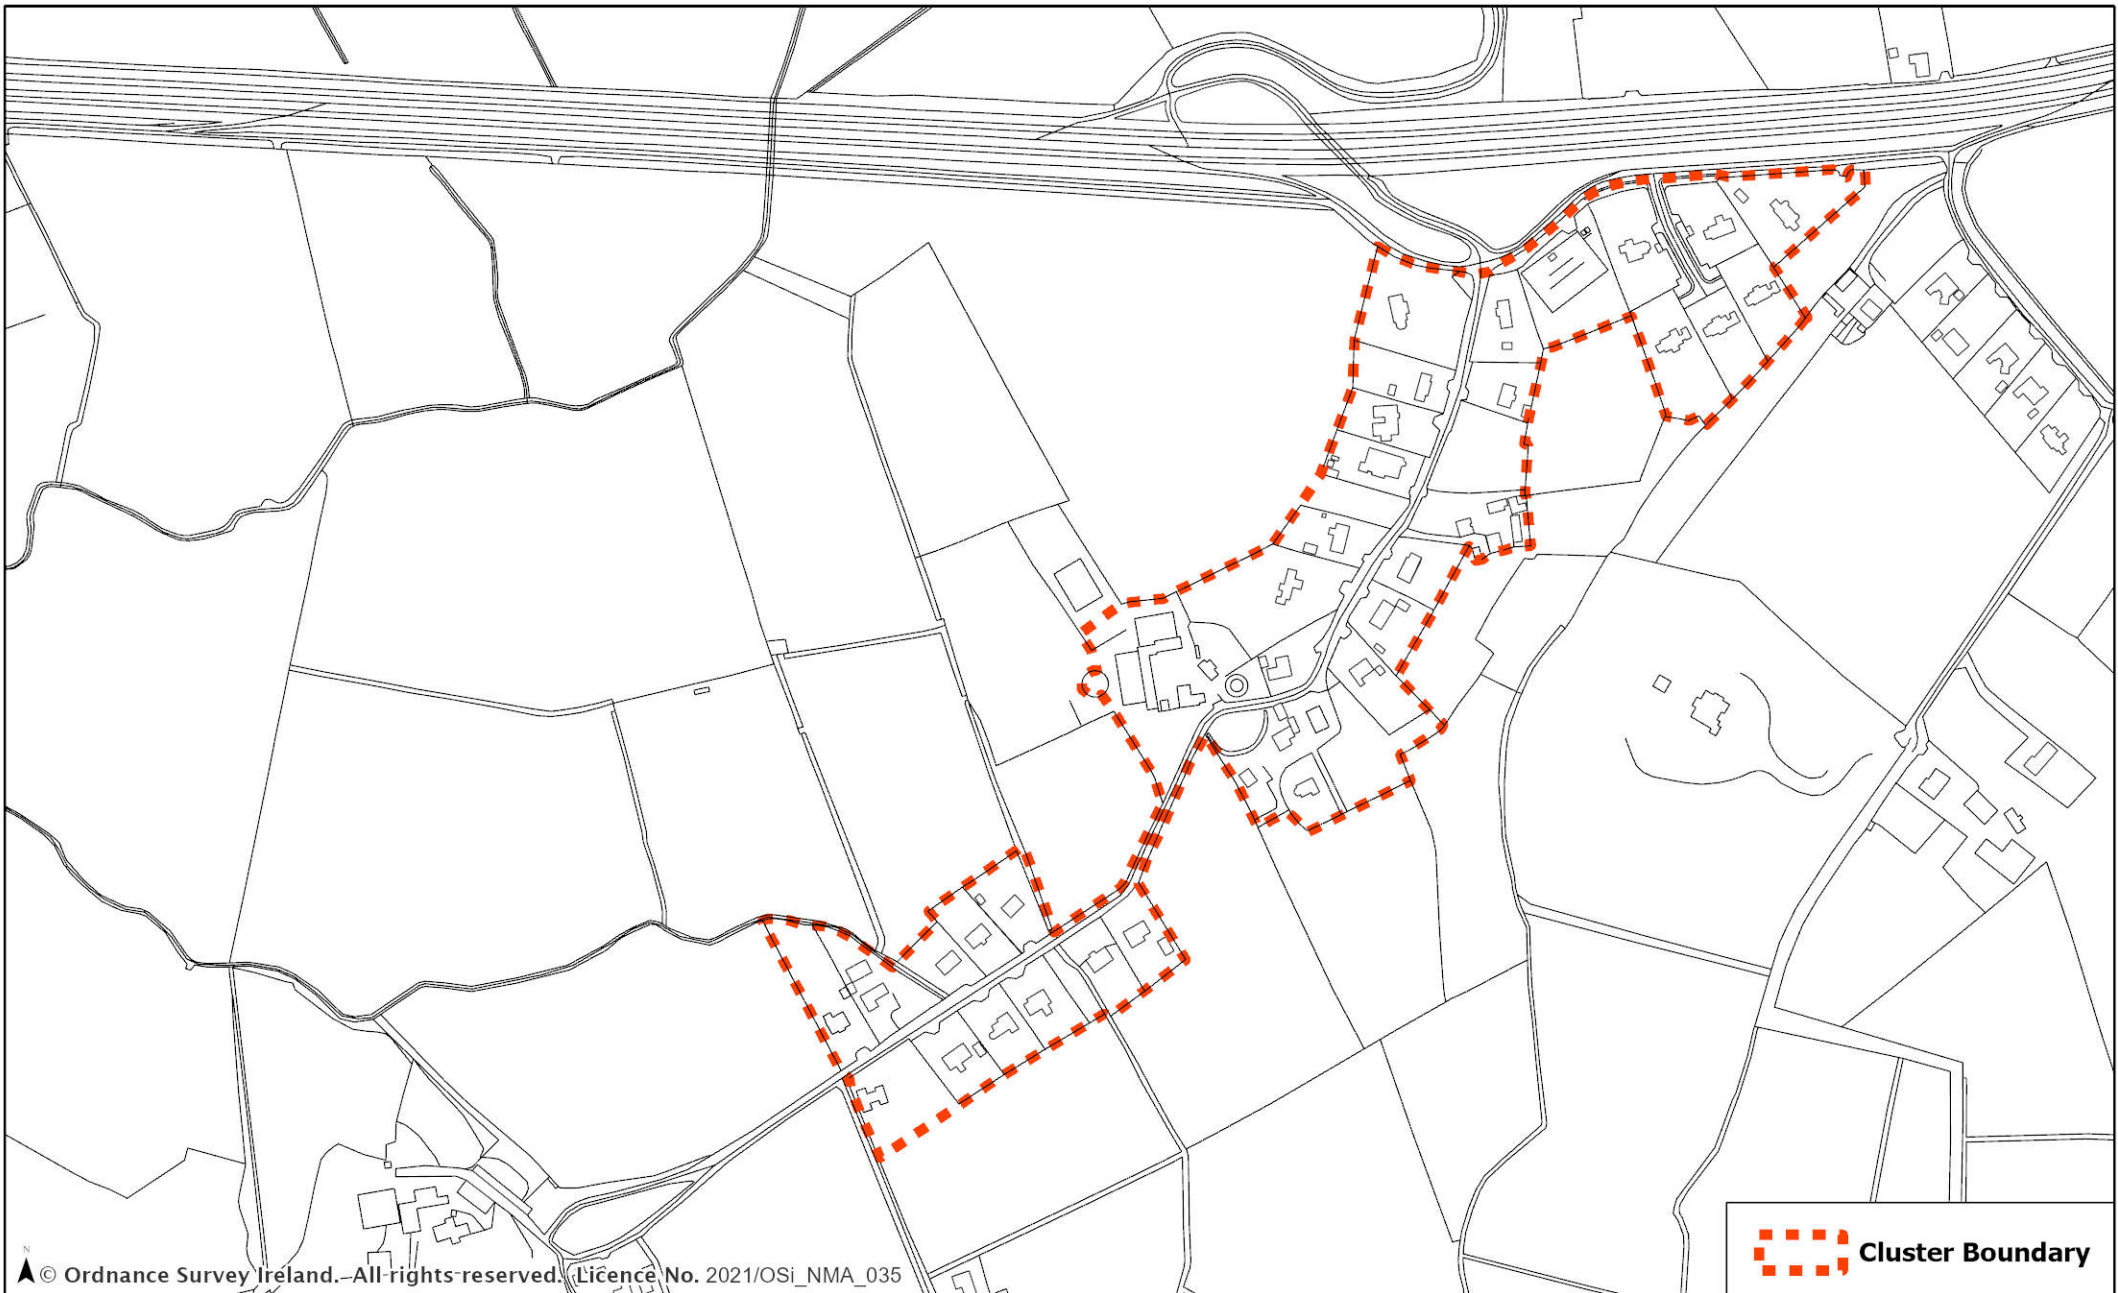 Cluster Boundary
N
© Ordnance Survey Ireland. All rights reserved. Licence No. 2021/OSi_NMA_035